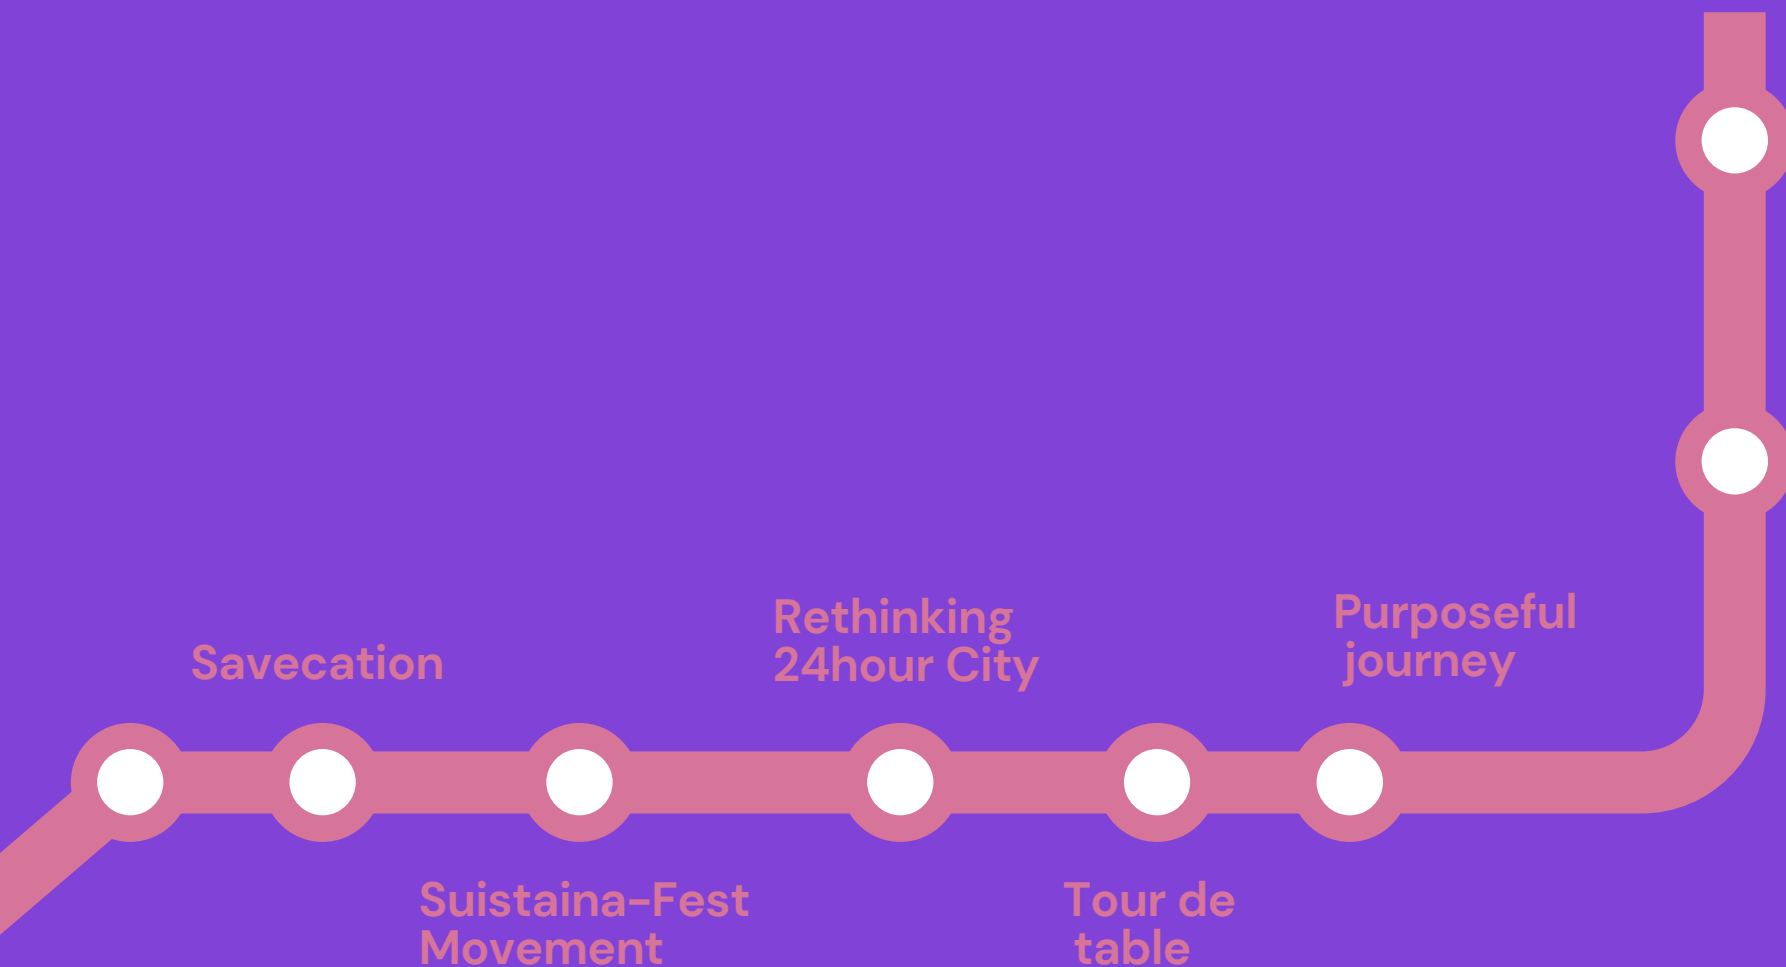 Savecation
Suistaina-Fest
Movement
Rethinking
24hour City
Tour de
table
Purposeful
journey